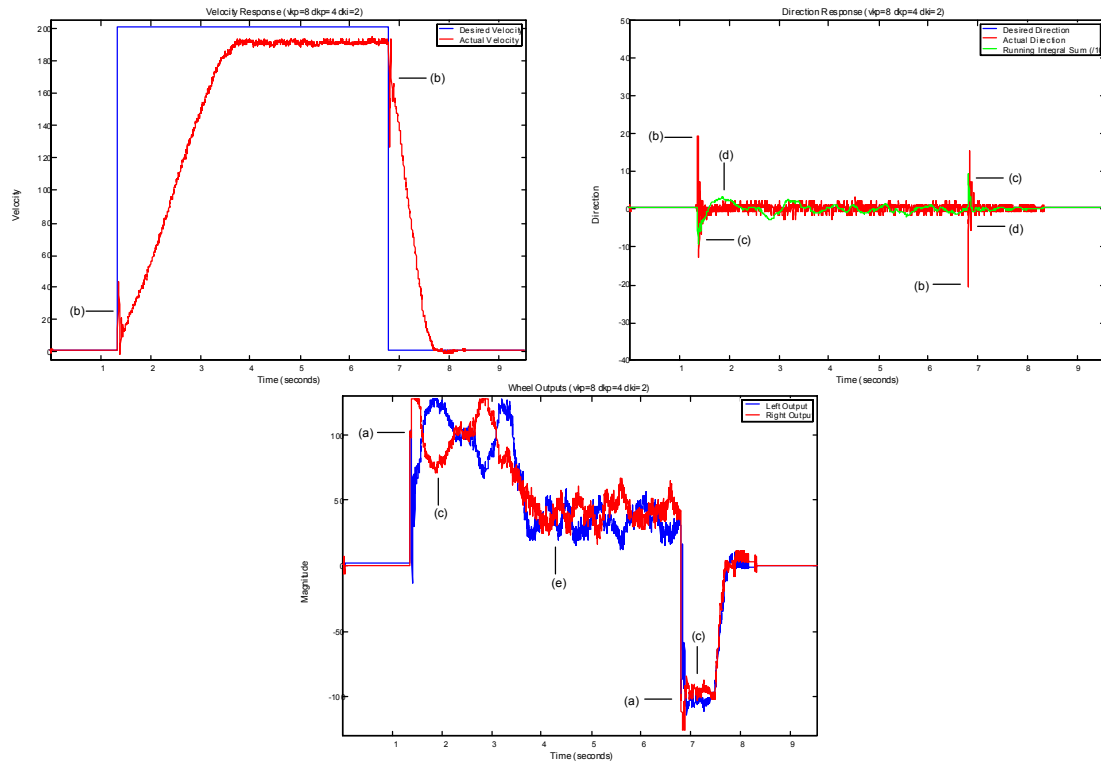 Velocity Response (vkp=8 dkp=4 dki=2)
Desired Velocity
Actual Velocity
200
180
160
140
120
100
80
60
40
20
0
Velocity
(b)
(b)
1 2 3 4 5 6 7 8 9
Time (seconds)
Direction Response (vkp=8 dkp=4 dki=2)
Desired Direction
Actual Direction
Running Integral Sum (/10
50
40
30
20
10
0
-10
-20
-30
-40
Direction
(b)
(d)
(c)
(c)
(d)
(b)
1 2 3 4 5 6 7 8 9
Time (seconds)
Wheel Outputs (vkp=8 dkp=4 dki=2)
Left Output
Right Outpu
100
50
0
-50
-100
Magnitude
(a)
(c)
(e)
(c)
(a)
1 2 3 4 5 6 7 8 9
Time (seconds)